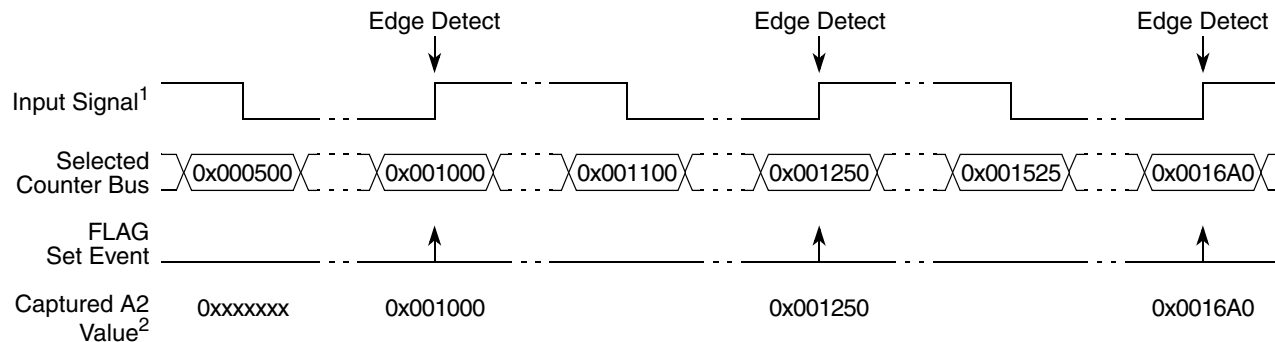 Edge Detect Edge Detect Edge Detect
Input Signal1
Selected
Counter Bus
0x000500 0x001000 0x001100 0x001250 0x001525 0x0016A0
FLAG
Set Event
Captured A2
Value2
0xxxxxxx 0x001000 0x001250 0x0016A0